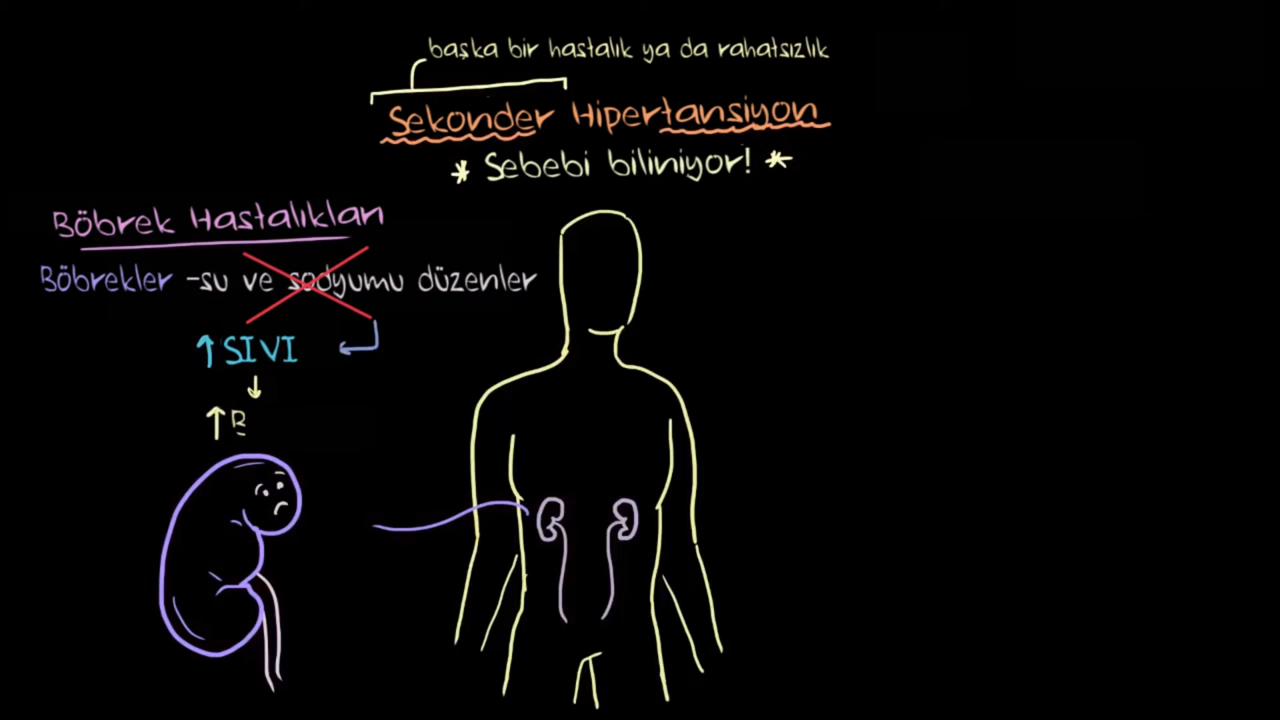 başka bir hastalık ya da rahatsızlık
Sekonder Hipertansiyon
* Sebebi biliniyor! *
Böbrek Hastalıkları
Böbrekler -su ve sodyumu düzenler
↑ SIVI
↓
↑ B